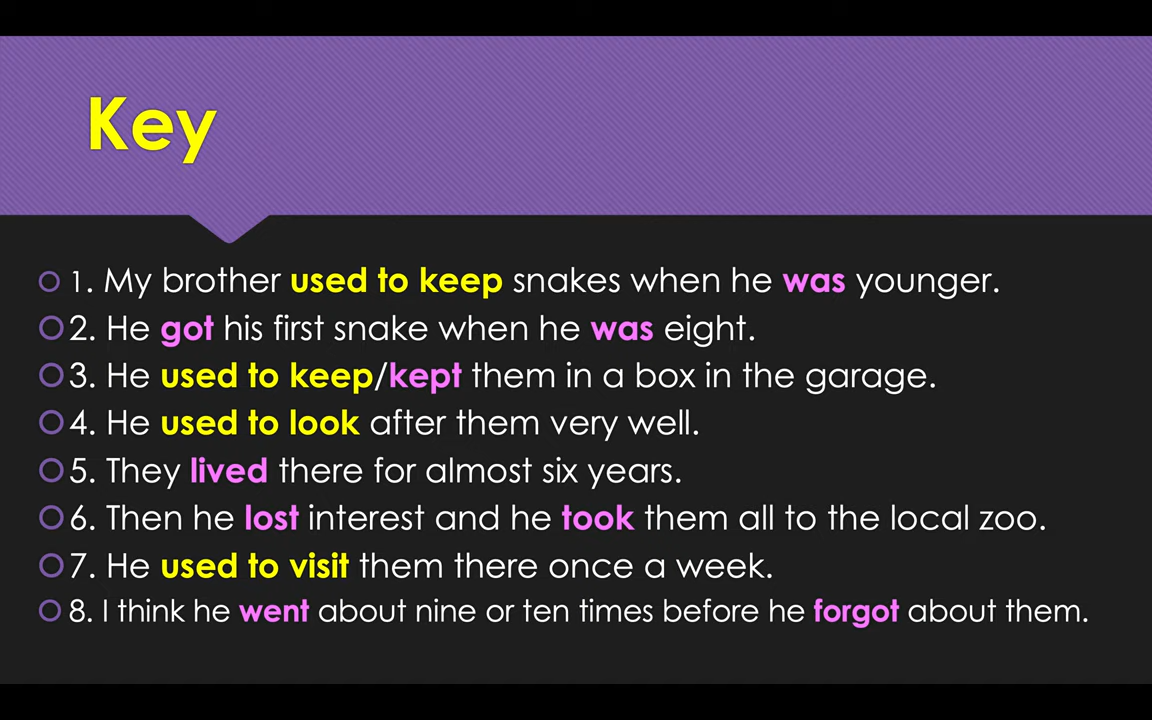 Key
1. My brother used to keep snakes when he was younger.
2. He got his first snake when he was eight.
3. He used to keep/kept them in a box in the garage.
4. He used to look after them very well.
5. They lived there for almost six years.
6. Then he lost interest and he took them all to the local zoo.
7. He used to visit them there once a week.
8. I think he went about nine or ten times before he forgot about them.